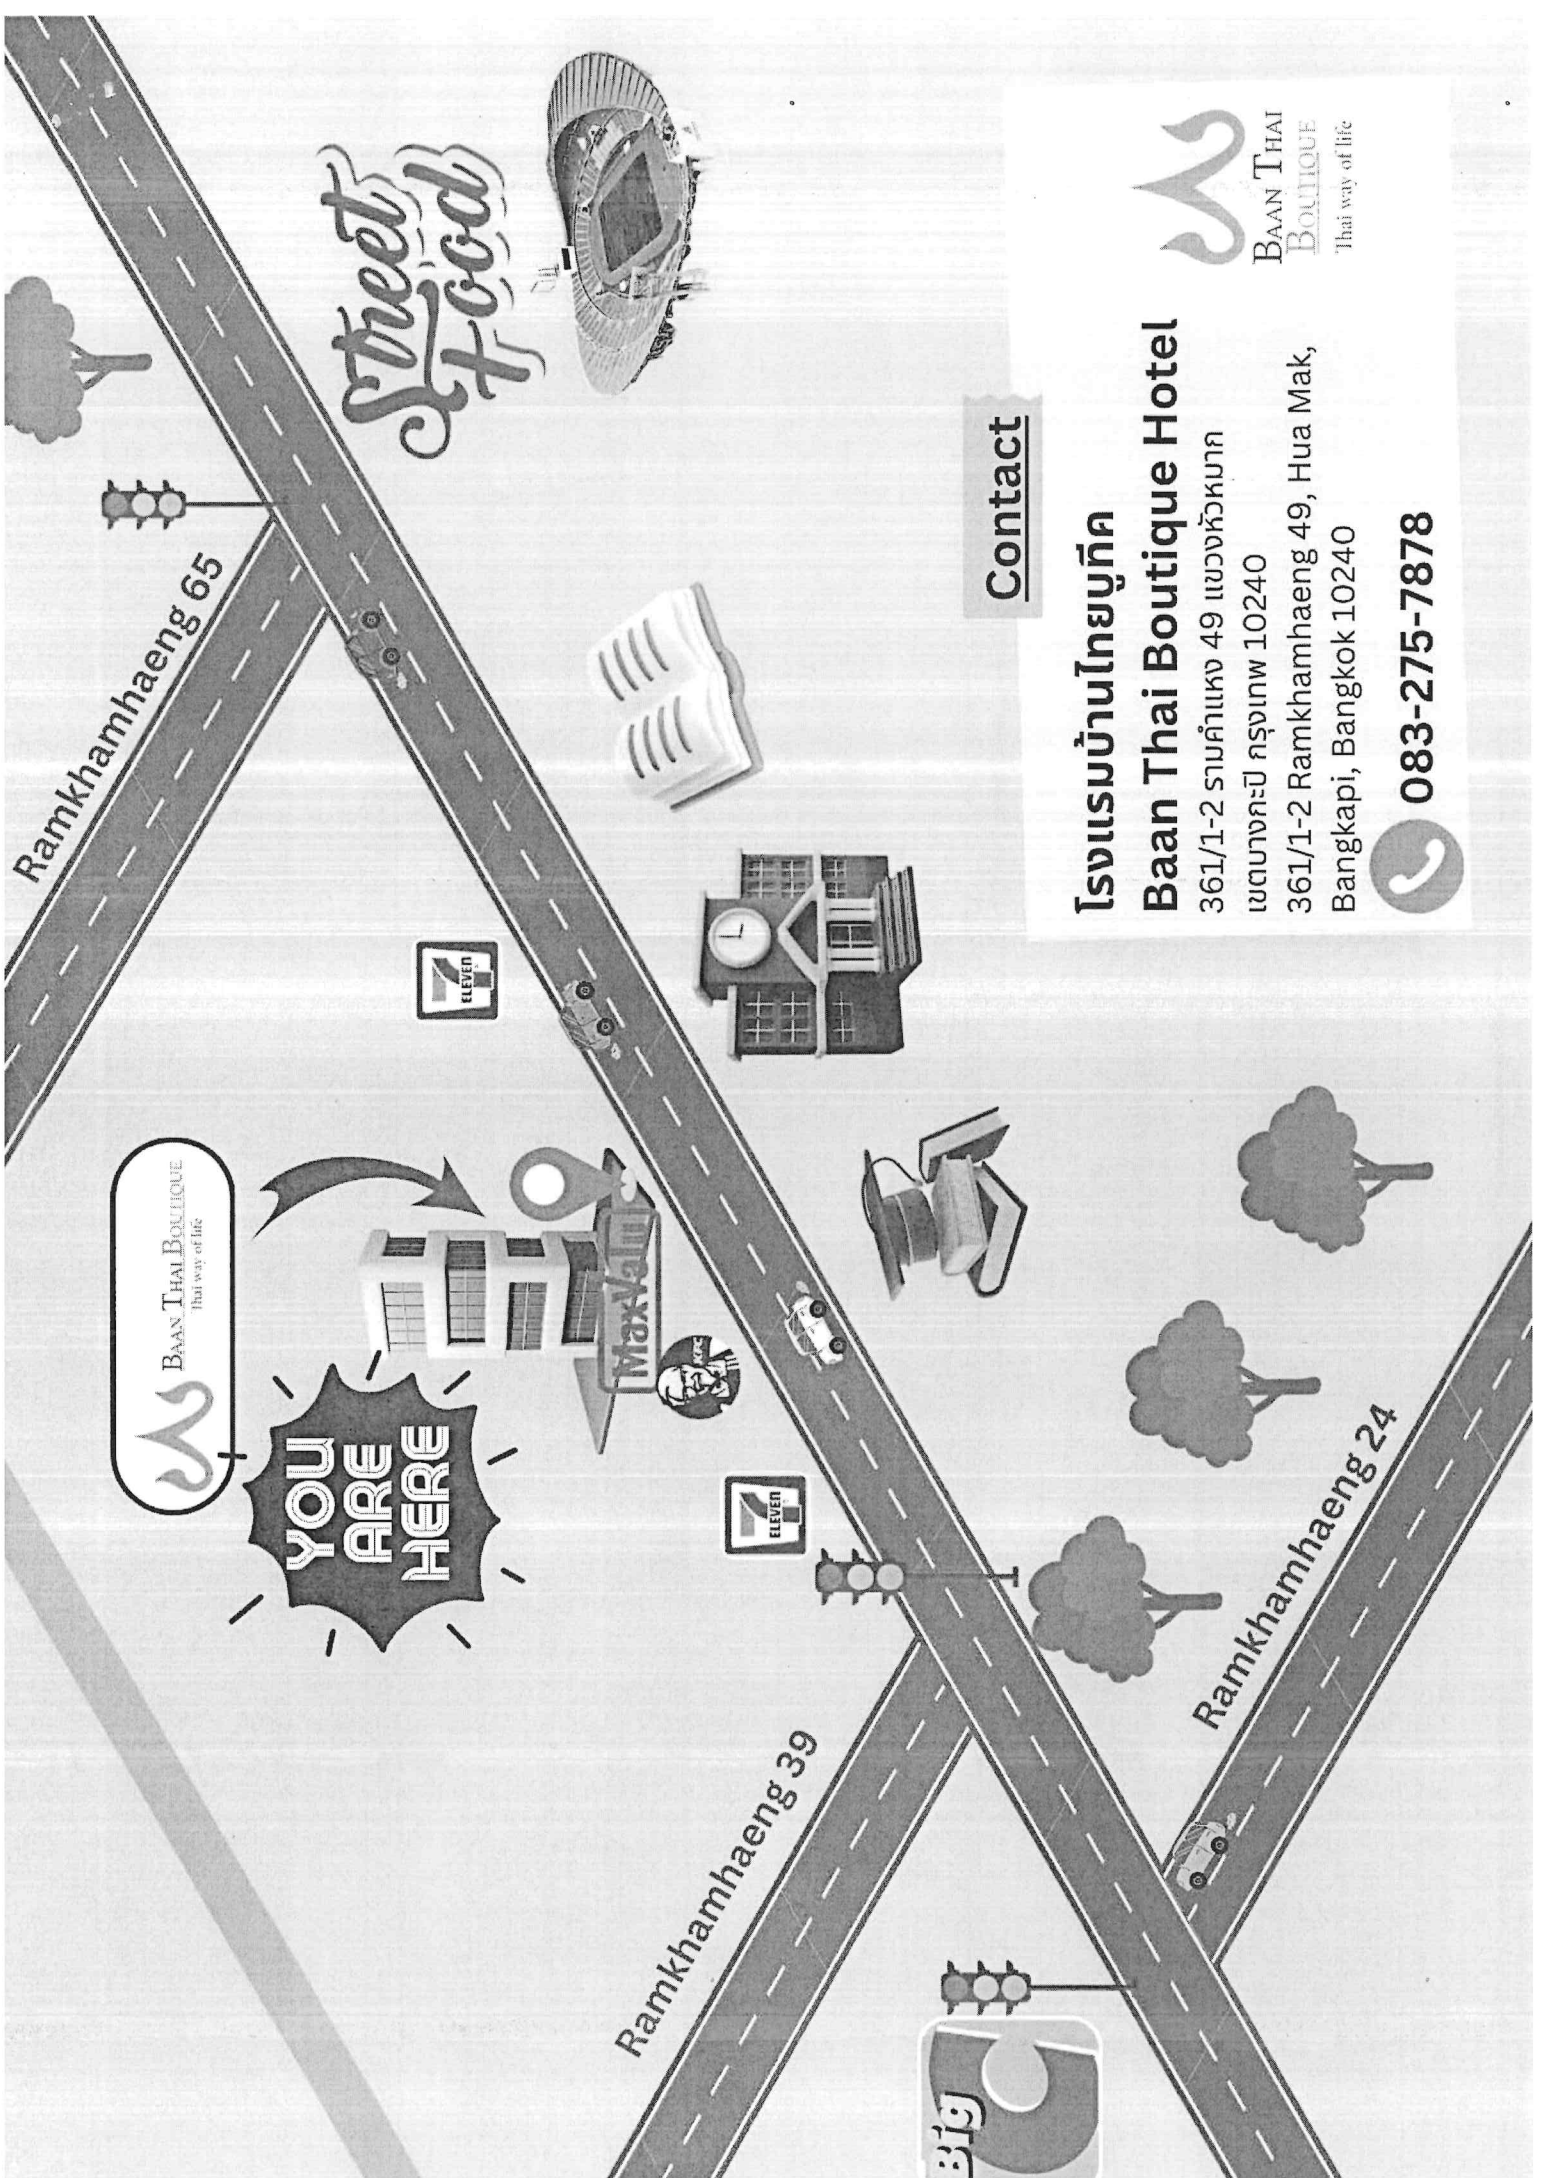 BAAN THAI BOUTIQUE
Thai way of life
YOU
ARE
HERE
MaxValu
KFC
7
ELEVEN
7
ELEVEN
Ramkhamhaeng 65
Ramkhamhaeng 39
Ramkhamhaeng 24
Big C
Street
Food
Contact
โรงแรมบ้านไทยบูทีค
Baan Thai Boutique Hotel
361/1-2 รามคำแหง 49 แขวงหัวหมาก
เขตบางกะปิ กรุงเทพ 10240
361/1-2 Ramkhamhaeng 49, Hua Mak,
Bangkapi, Bangkok 10240
083-275-7878
BAAN THAI
BOUTIQUE
Thai way of life